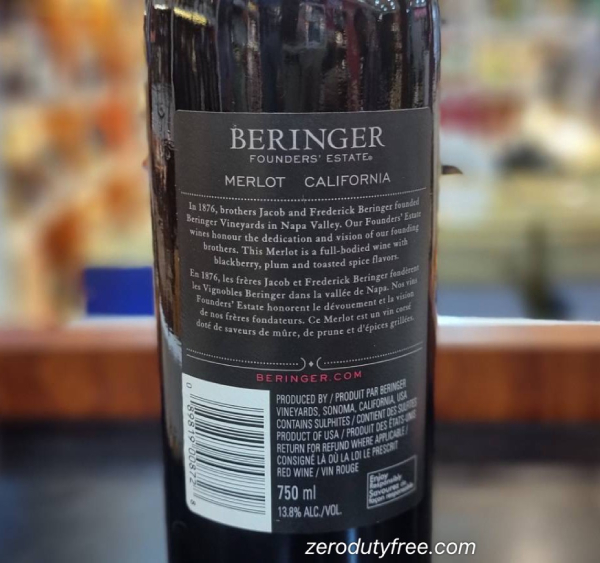 BERINGER
FOUNDERS' ESTATE®
MERLOT CALIFORNIA
In 1876, brothers Jacob and Frederick Beringer founded
Beringer Vineyards in Napa Valley. Our Founders' Estate
wines honour the dedication and vision of our founding
brothers. This Merlot is a full-bodied wine with
blackberry, plum and toasted spice flavors.
En 1876, les frères Jacob et Frederick Beringer fondèrent
les Vignobles Beringer dans la vallée de Napa. Nos vins
Founders' Estate honorent le dévouement et la vision
de nos frères fondateurs. Ce Merlot est un vin corsé
doté de saveurs de mûre, de prune et d'épices grillées.
BERINGER.COM
PRODUCED BY / PRODUIT PAR BERINGER
VINEYARDS, SONOMA, CALIFORNIA, USA
CONTAINS SULPHITES / CONTIENT DES SULFITES
PRODUCT OF USA / PRODUIT DES ÉTATS-UNIS
RETURN FOR REFUND WHERE APPLICABLE /
CONSIGNÉ LÀ OÙ LA LOI LE PRESCRIT
RED WINE / VIN ROUGE
750 ml
13.8% ALC./VOL.
Enjoy
Responsibly
Savourez en
façon responsable
zerodutyfree.com